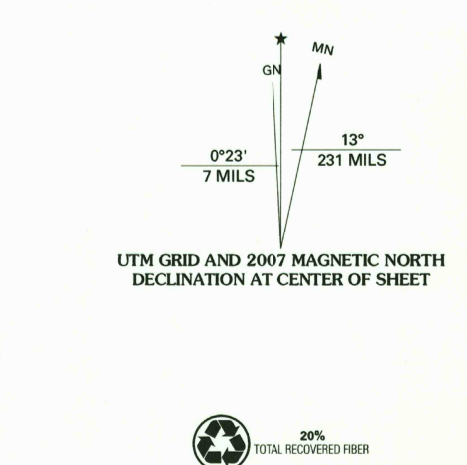 MN
GN
0°23'
7 MILS
13°
231 MILS
UTM GRID AND 2007 MAGNETIC NORTH
DECLINATION AT CENTER OF SHEET
20%
TOTAL RECOVERED FIBER